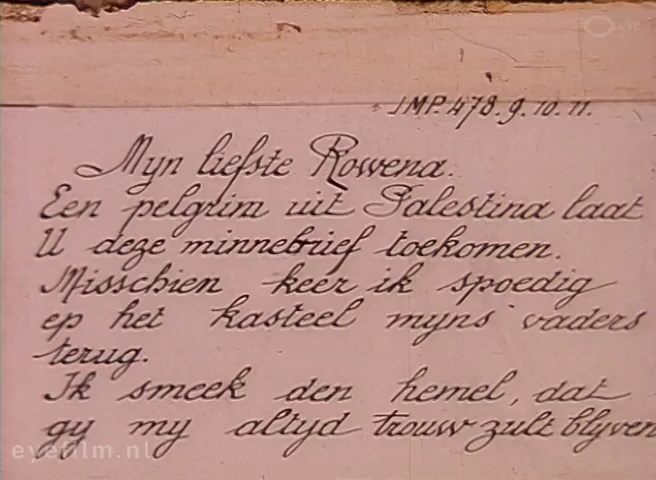 eye
IMP. 478. 9. 10. 11.
Myn liefste Rowena.
Een pelgrim uit Palestina laat
U deze minnebrief toekomen.
Misschien keer ik spoedig
op het kasteel myns vaders
terug.
Ik smeek den hemel, dat
gy my altyd trouw zult blyven
eyefilm.nl